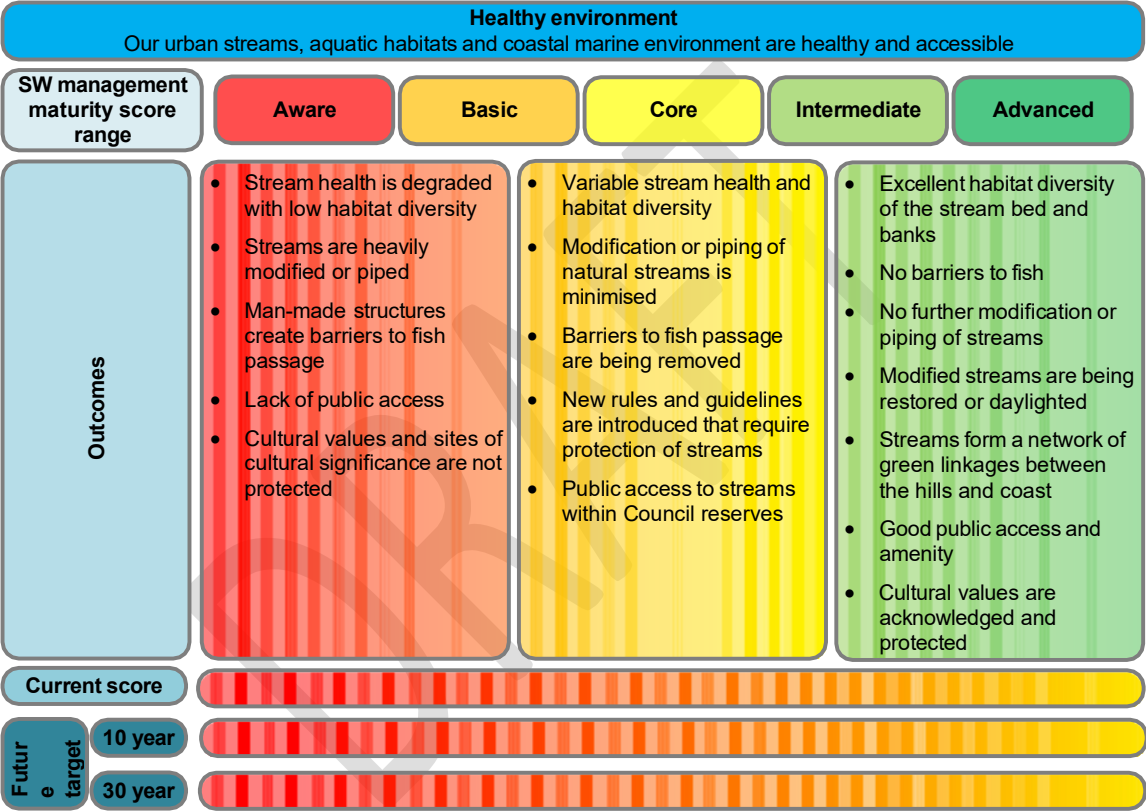 Healthy environment
Our urban streams, aquatic habitats and coastal marine environment are healthy and accessible
SW management
maturity score
range
Aware
Basic
Core
Intermediate
Advanced
Outcomes
• Stream health is degraded
with low habitat diversity
• Streams are heavily
modified or piped
• Man-made structures
create barriers to fish
passage
• Lack of public access
• Cultural values and sites of
cultural significance are not
protected
• Variable stream health and
habitat diversity
• Modification or piping of
natural streams is
minimised
• Barriers to fish passage
are being removed
• New rules and guidelines
are introduced that require
protection of streams
• Public access to streams
within Council reserves
• Excellent habitat diversity
of the stream bed and
banks
• No barriers to fish
• No further modification or
piping of streams
• Modified streams are being
restored or daylighted
• Streams form a network of
green linkages between
the hills and coast
• Good public access and
amenity
• Cultural values are
acknowledged and
protected
Current score
Futur
e
target
10 year
30 year
DRAFT